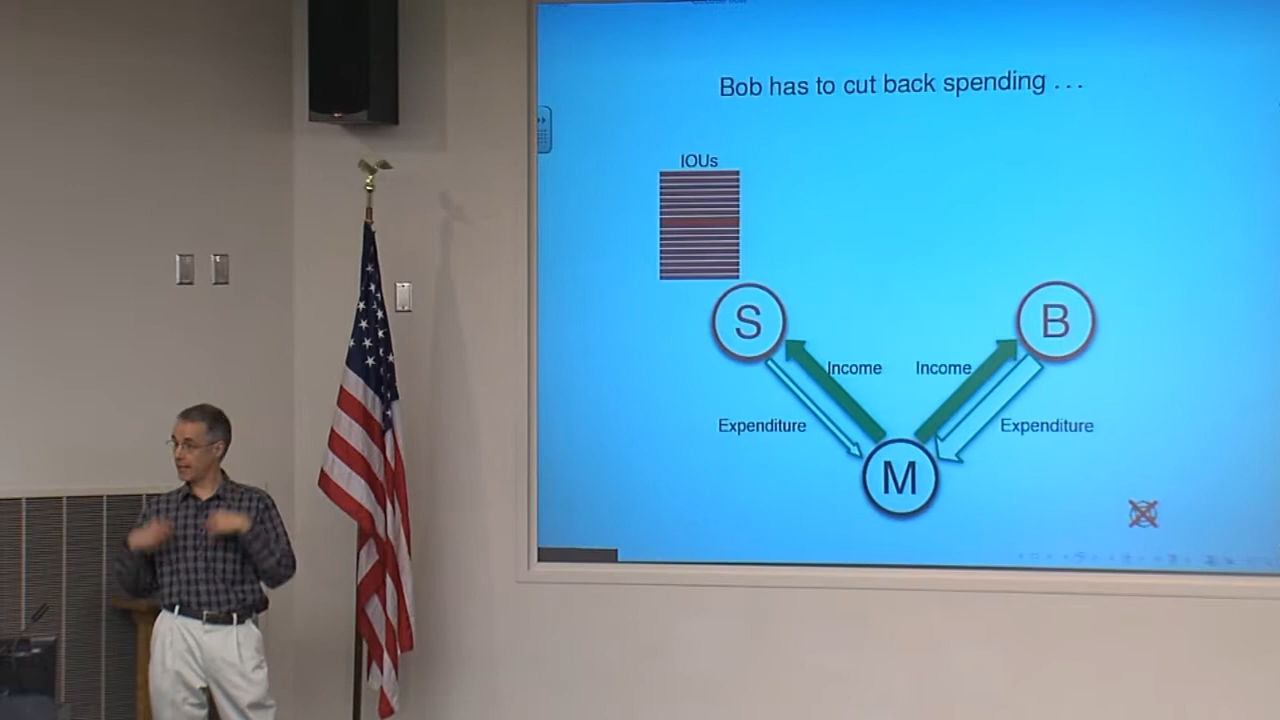 Bob has to cut back spending ...
IOUs
S
B
Income
Income
Expenditure
Expenditure
M